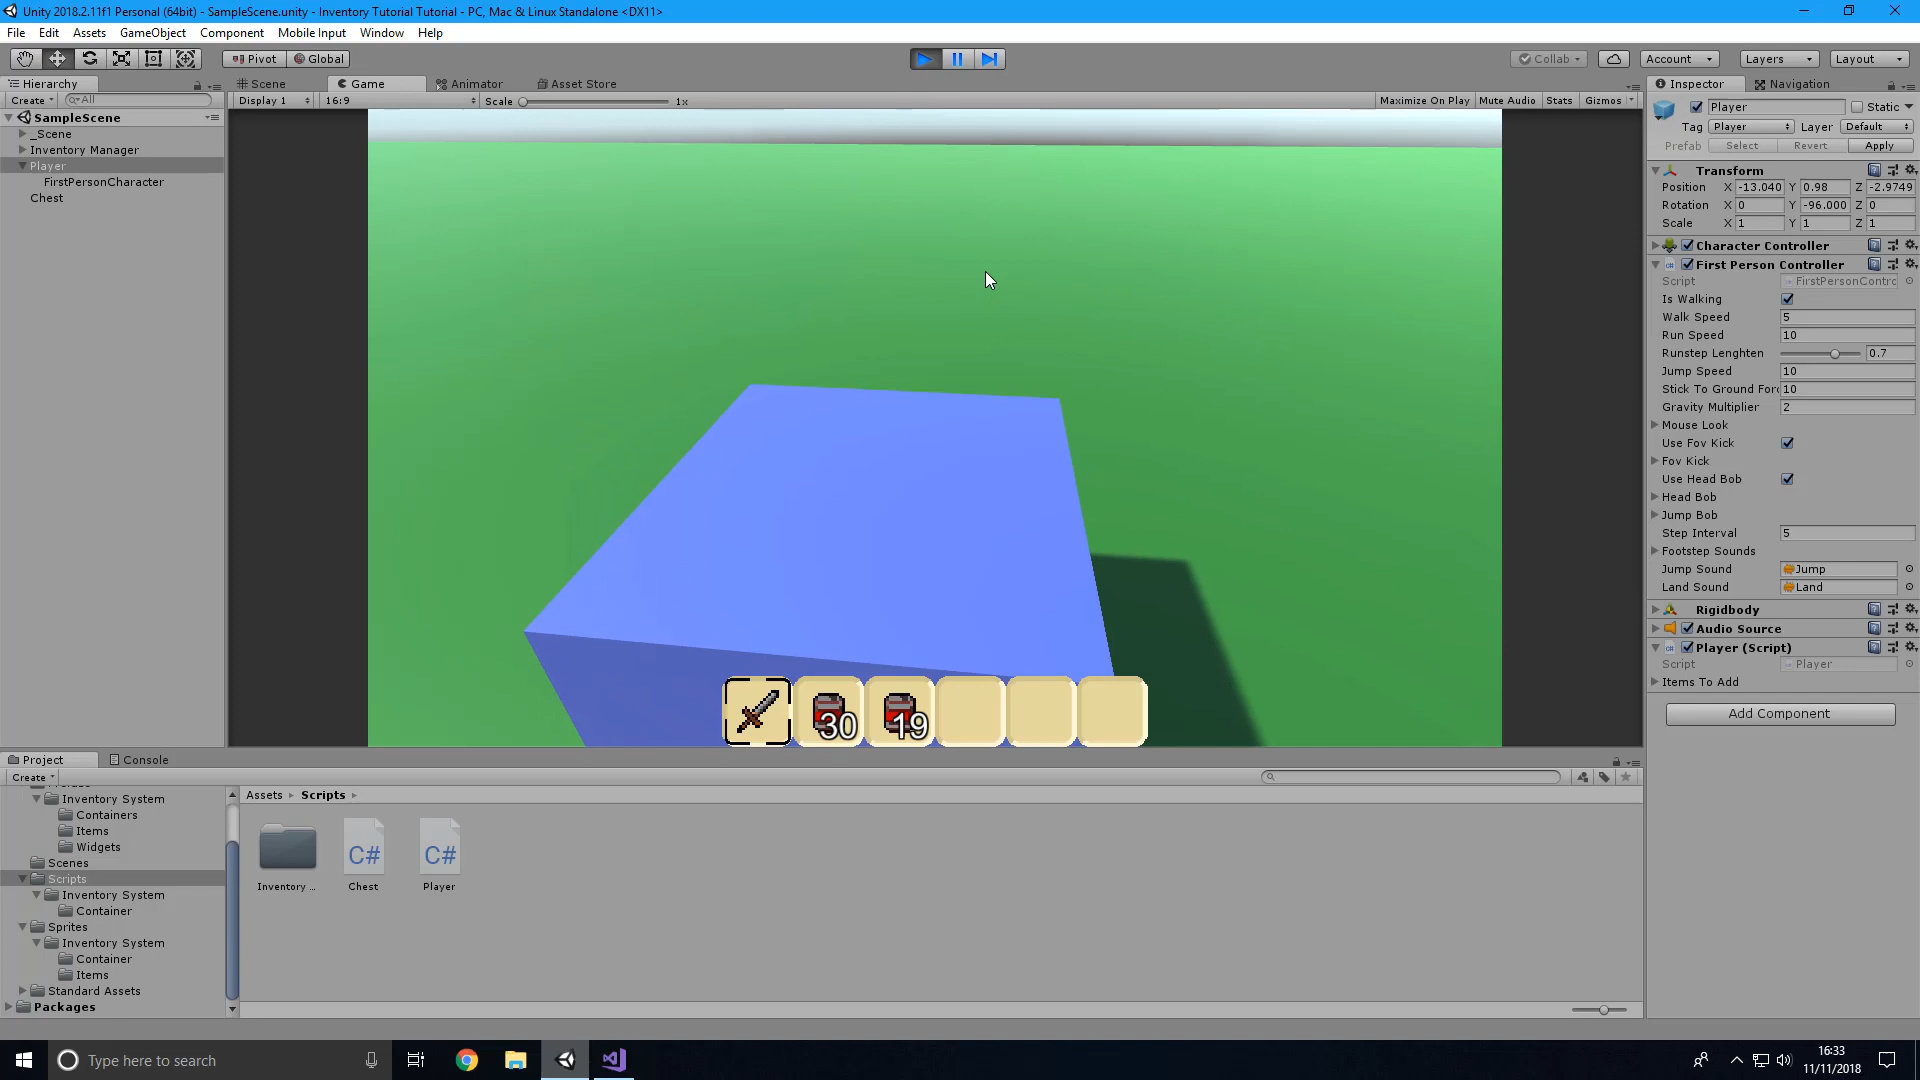 Unity 2018.2.11f1 Personal (64bit) - SampleScene.unity - Inventory Tutorial Tutorial - PC, Mac & Linux Standalone <DX11>
File Edit Assets GameObject Component Mobile Input Window Help
Pivot Global Collab Account Layers Layout
Hierarchy Scene Game Animator Asset Store Inspector Navigation
Create All Display 1 16:9 Scale 1x Maximize On Play Mute Audio Stats Gizmos
SampleScene
_Scene
Inventory Manager
Player
FirstPersonCharacter
Chest
Player Static
Tag Player Layer Default
Prefab Select Revert Apply
Transform
Position X -13.040 Y 0.98 Z -2.9749
Rotation X 0 Y -96.000 Z 0
Scale X 1 Y 1 Z 1
Character Controller
First Person Controller
Script FirstPersonContro
Is Walking
Walk Speed 5
Run Speed 10
Runstep Lenghten 0.7
Jump Speed 10
Stick To Ground Forc 10
Gravity Multiplier 2
Mouse Look
Use Fov Kick
Fov Kick
Use Head Bob
Head Bob
Jump Bob
Step Interval 5
Footstep Sounds
Jump Sound Jump
Land Sound Land
Rigidbody
Audio Source
Player (Script)
Script Player
Items To Add
Add Component
30 19
Project Console
Create
Assets Scripts
Inventory System
Containers
Items
Widgets
Scenes
Scripts
Inventory System
Container
Sprites
Inventory System
Container
Items
Standard Assets
Packages
C# C#
Inventory ... Chest Player
Type here to search
16:33
11/11/2018